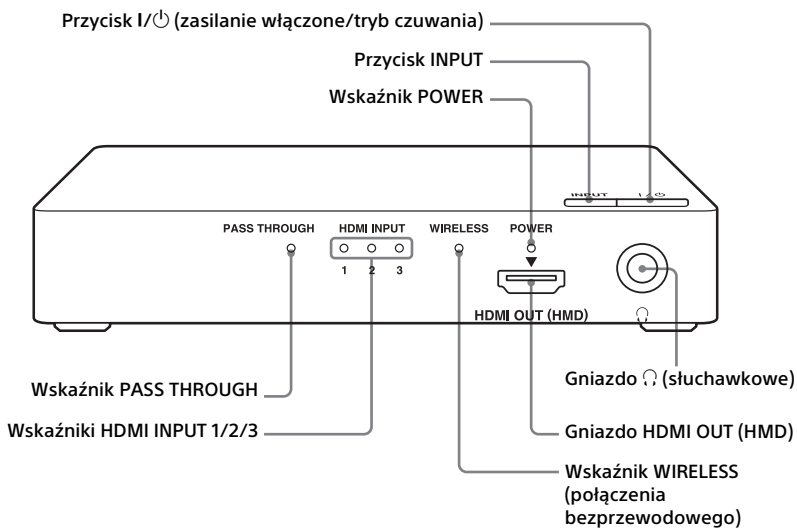 Przycisk I/⏻ (zasilanie włączone/tryb czuwania)
Przycisk INPUT
Wskaźnik POWER
INPUT I / ⏻
PASS THROUGH HDMI INPUT WIRELESS POWER
1 2 3
HDMI OUT (HMD)
Wskaźnik PASS THROUGH
Wskaźniki HDMI INPUT 1/2/3
Gniazdo 🎧 (słuchawkowe)
Gniazdo HDMI OUT (HMD)
Wskaźnik WIRELESS
(połączenia
bezprzewodowego)